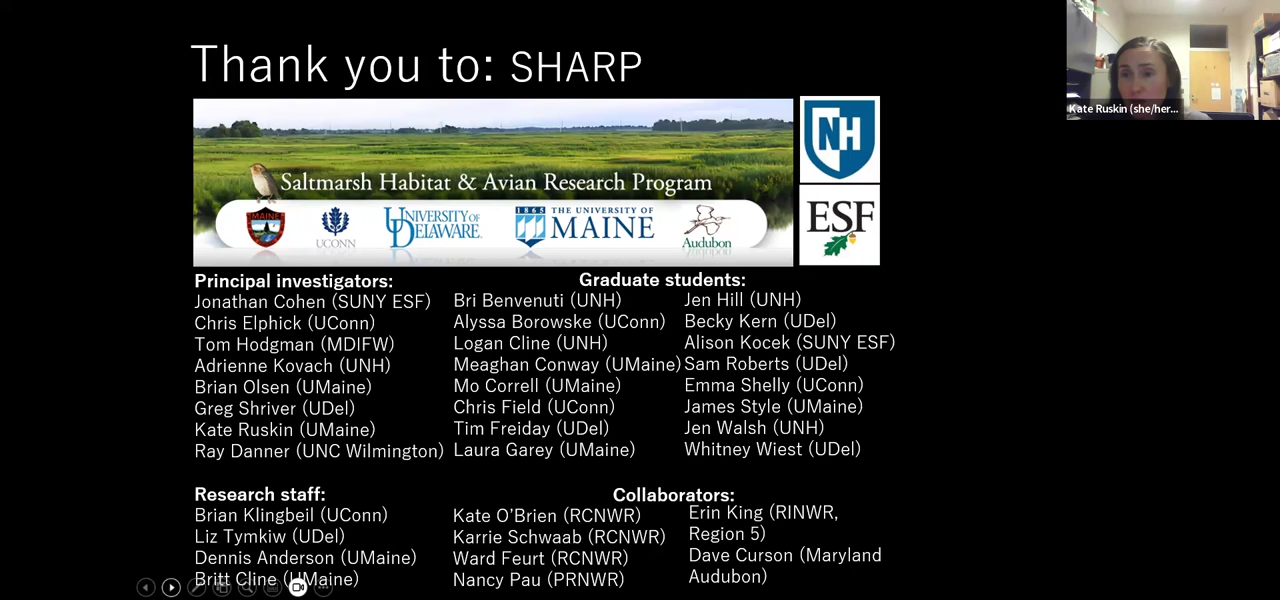 Thank you to: SHARP
Kate Ruskin (she/her...
Saltmarsh Habitat & Avian Research Program
MAINE
UCONN
UNIVERSITY OF DELAWARE
1865 THE UNIVERSITY OF MAINE
Audubon
NH
ESF
Principal investigators:
Jonathan Cohen (SUNY ESF)
Chris Elphick (UConn)
Tom Hodgman (MDIFW)
Adrienne Kovach (UNH)
Brian Olsen (UMaine)
Greg Shriver (UDel)
Kate Ruskin (UMaine)
Ray Danner (UNC Wilmington)
Graduate students:
Bri Benvenuti (UNH)
Alyssa Borowske (UConn)
Logan Cline (UNH)
Meaghan Conway (UMaine)
Mo Correll (UMaine)
Chris Field (UConn)
Tim Freiday (UDel)
Laura Garey (UMaine)
Jen Hill (UNH)
Becky Kern (UDel)
Alison Kocek (SUNY ESF)
Sam Roberts (UDel)
Emma Shelly (UConn)
James Style (UMaine)
Jen Walsh (UNH)
Whitney Wiest (UDel)
Research staff:
Brian Klingbeil (UConn)
Liz Tymkiw (UDel)
Dennis Anderson (UMaine)
Britt Cline (UMaine)
Collaborators:
Kate O’Brien (RCNWR)
Karrie Schwaab (RCNWR)
Ward Feurt (RCNWR)
Nancy Pau (PRNWR)
Erin King (RINWR,
Region 5)
Dave Curson (Maryland
Audubon)